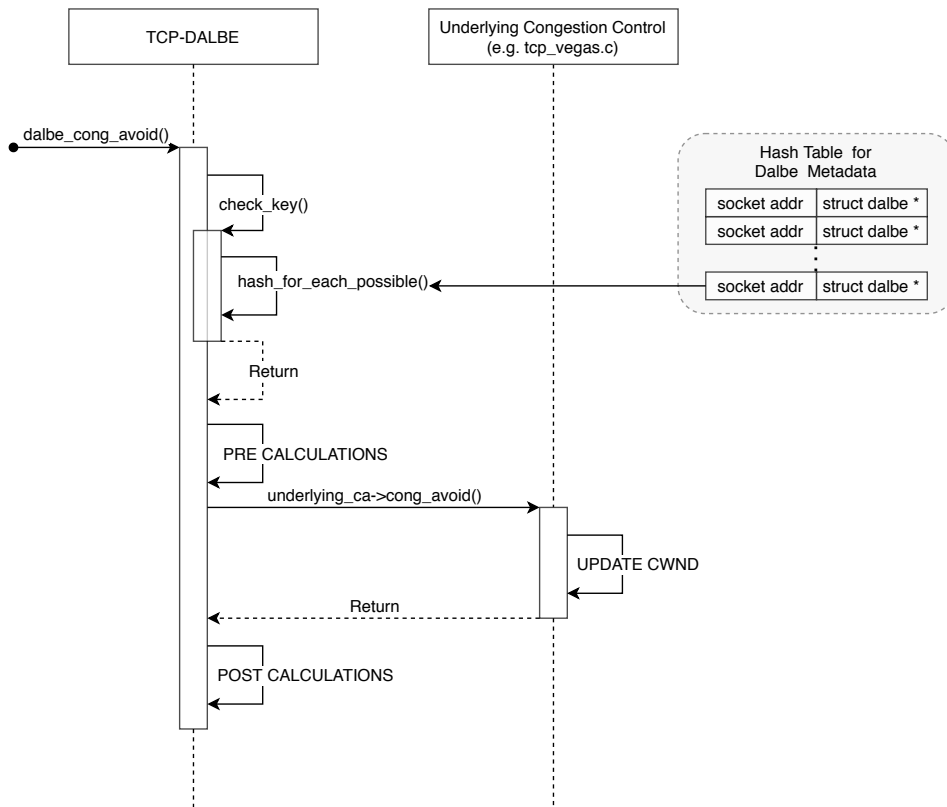 TCP-DALBE
Underlying Congestion Control
(e.g. tcp_vegas.c)
dalbe_cong_avoid()
Hash Table for
Dalbe Metadata
socket addr struct dalbe *
socket addr struct dalbe *
socket addr struct dalbe *
check_key()
hash_for_each_possible()
Return
PRE CALCULATIONS
underlying_ca->cong_avoid()
UPDATE CWND
Return
POST CALCULATIONS